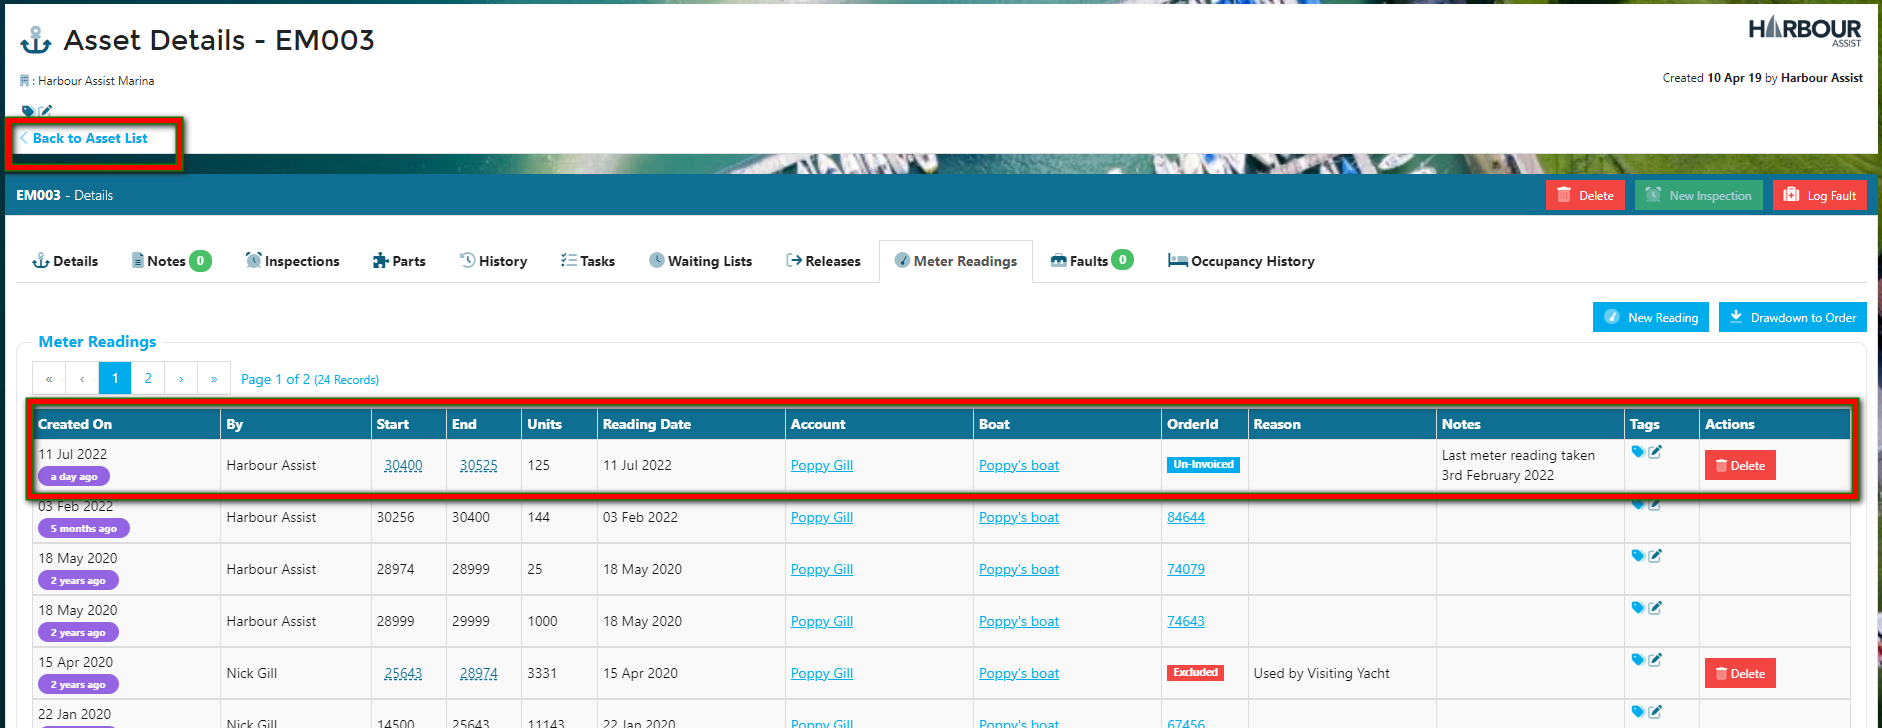 Asset Details - EM003
HARBOUR
ASSIST
: Harbour Assist Marina
Created 10 Apr 19 by Harbour Assist
Back to Asset List
EM003 - Details
Delete
New Inspection
Log Fault
Details
Notes 0
Inspections
Parts
History
Tasks
Waiting Lists
Releases
Meter Readings
Faults 0
Occupancy History
New Reading
Drawdown to Order
Meter Readings
« ‹ 1 2 › » Page 1 of 2 (24 Records)
Created On By Start End Units Reading Date Account Boat OrderId Reason Notes Tags Actions
11 Jul 2022
a day ago
Harbour Assist 30400 30525 125 11 Jul 2022 Poppy Gill Poppy's boat Un-Invoiced
Last meter reading taken
3rd February 2022
Delete
03 Feb 2022
5 months ago
Harbour Assist 30256 30400 144 03 Feb 2022 Poppy Gill Poppy's boat 84644
18 May 2020
2 years ago
Harbour Assist 28974 28999 25 18 May 2020 Poppy Gill Poppy's boat 74079
18 May 2020
2 years ago
Harbour Assist 28999 29999 1000 18 May 2020 Poppy Gill Poppy's boat 74643
15 Apr 2020
2 years ago
Nick Gill 25643 28974 3331 15 Apr 2020 Poppy Gill Poppy's boat Excluded Used by Visiting Yacht
Delete
22 Jan 2020
Nick Gill 14500 25643 11143 22 Jan 2020 Poppy Gill Poppy's boat 67456